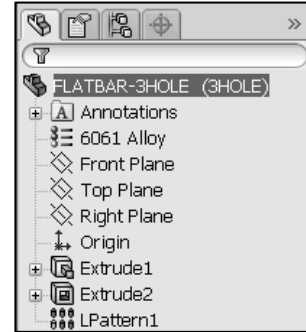 FLATBAR-3HOLE (3HOLE)
A Annotations
6061 Alloy
Front Plane
Top Plane
Right Plane
Origin
Extrude1
Extrude2
LPattern1